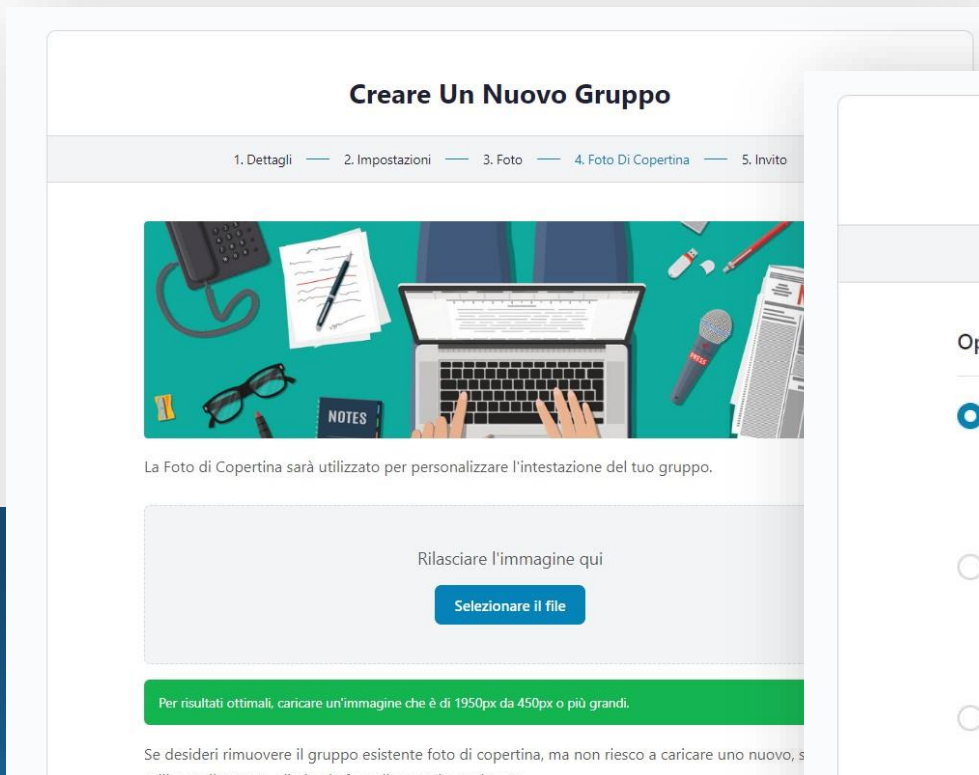 Creare Un Nuovo Gruppo
1. Dettagli — 2. Impostazioni — 3. Foto — 4. Foto Di Copertina — 5. Invito
NOTES
PRESS
La Foto di Copertina sarà utilizzato per personalizzare l'intestazione del tuo gruppo.
Rilasciare l'immagine qui
Selezionare il file
Per risultati ottimali, caricare un'immagine che è di 1950px da 450px o più grandi.
Se desideri rimuovere il gruppo esistente foto di copertina, ma non riesco a caricare uno nuovo, s
Op